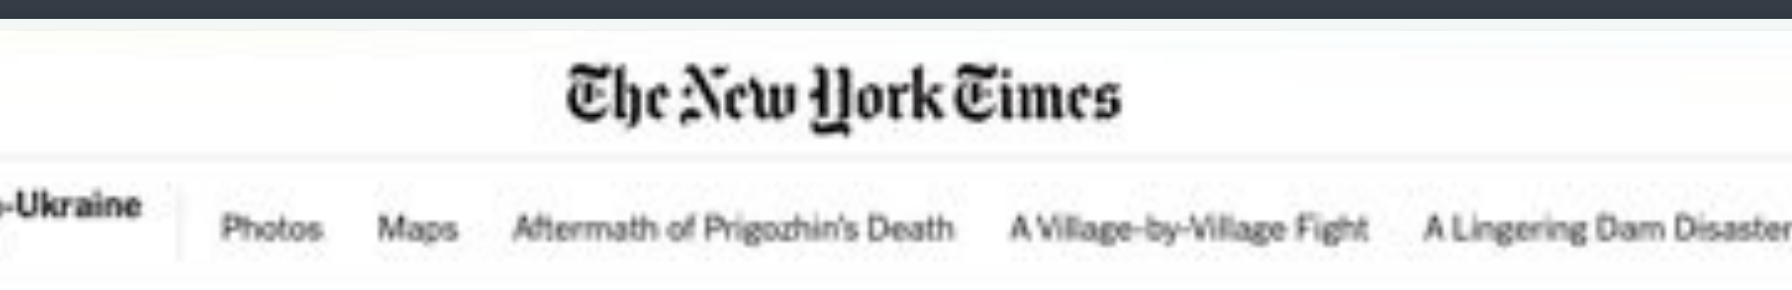 The New York Times
-Ukraine
Photos Maps Aftermath of Prigozhin's Death A Village-by-Village Fight A Lingering Dam Disaster